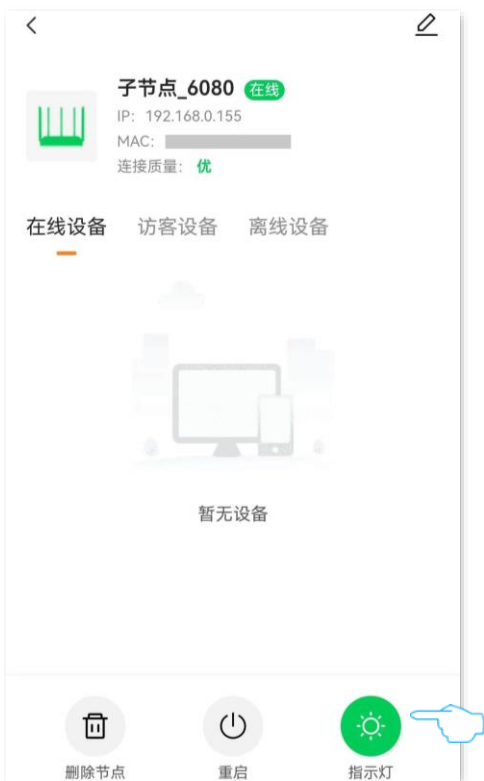 子节点_6080 在线
IP: 192.168.0.155
MAC:
连接质量: 优
在线设备 访客设备 离线设备
暂无设备
删除节点 重启 指示灯